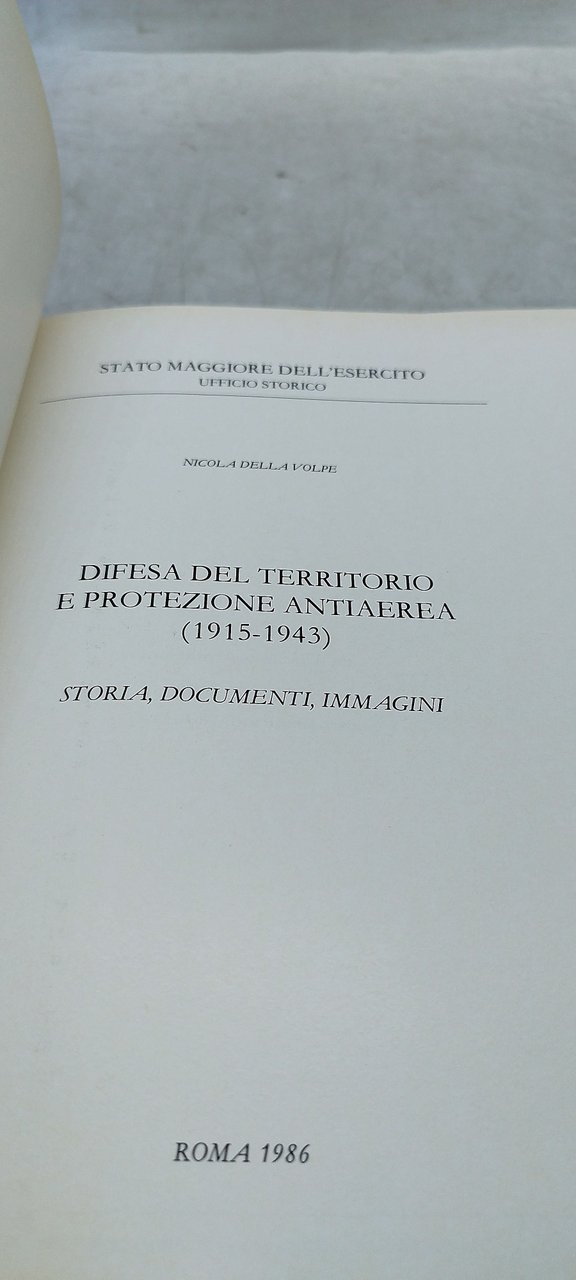 STATO MAGGIORE DELL'ESERCITO
UFFICIO STORICO
NICOLA DELLA VOLPE
DIFESA DEL TERRITORIO
E PROTEZIONE ANTIAEREA
(1915-1943)
STORIA, DOCUMENTI, IMMAGINI
ROMA 1986